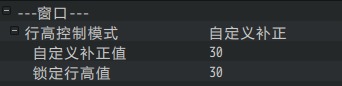 ---窗口---
行高控制模式 自定义补正
自定义补正值 30
锁定行高值 30